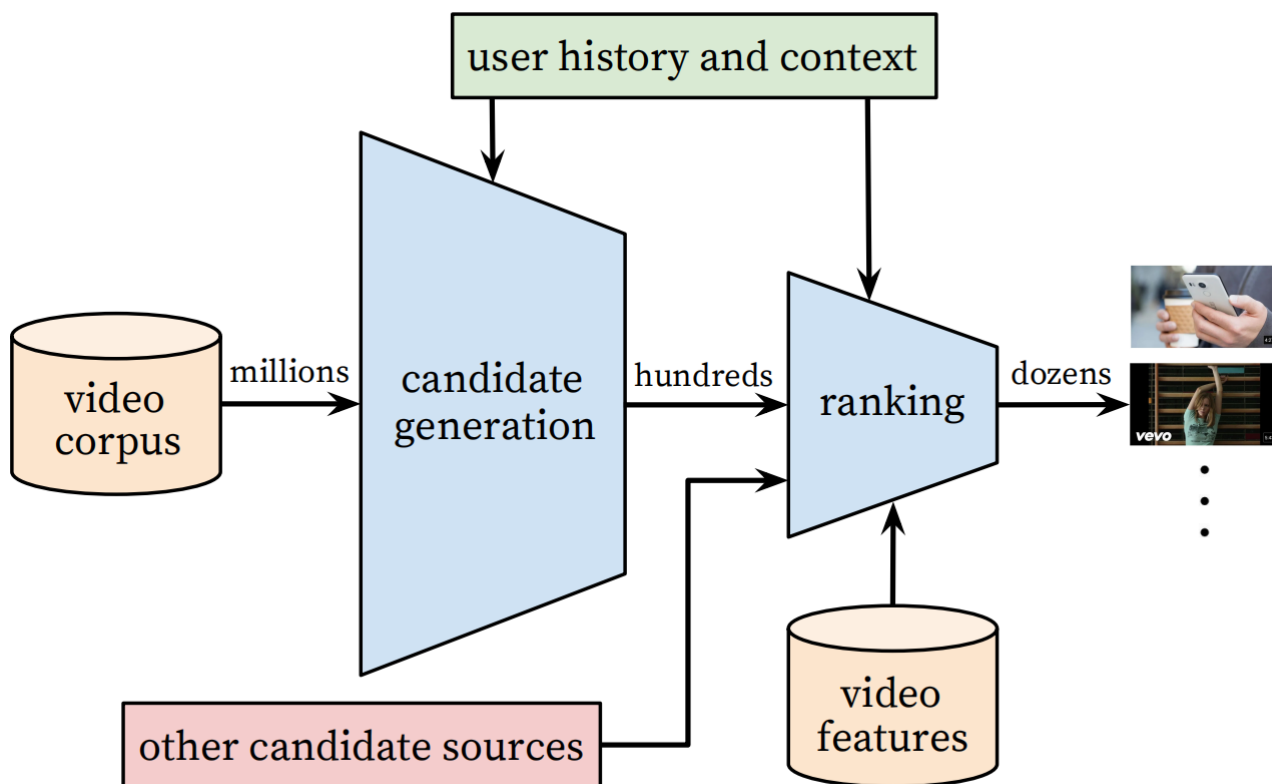 user history and context
millions
hundreds
dozens
video
corpus
candidate
generation
ranking
vevo
other candidate sources
video
features